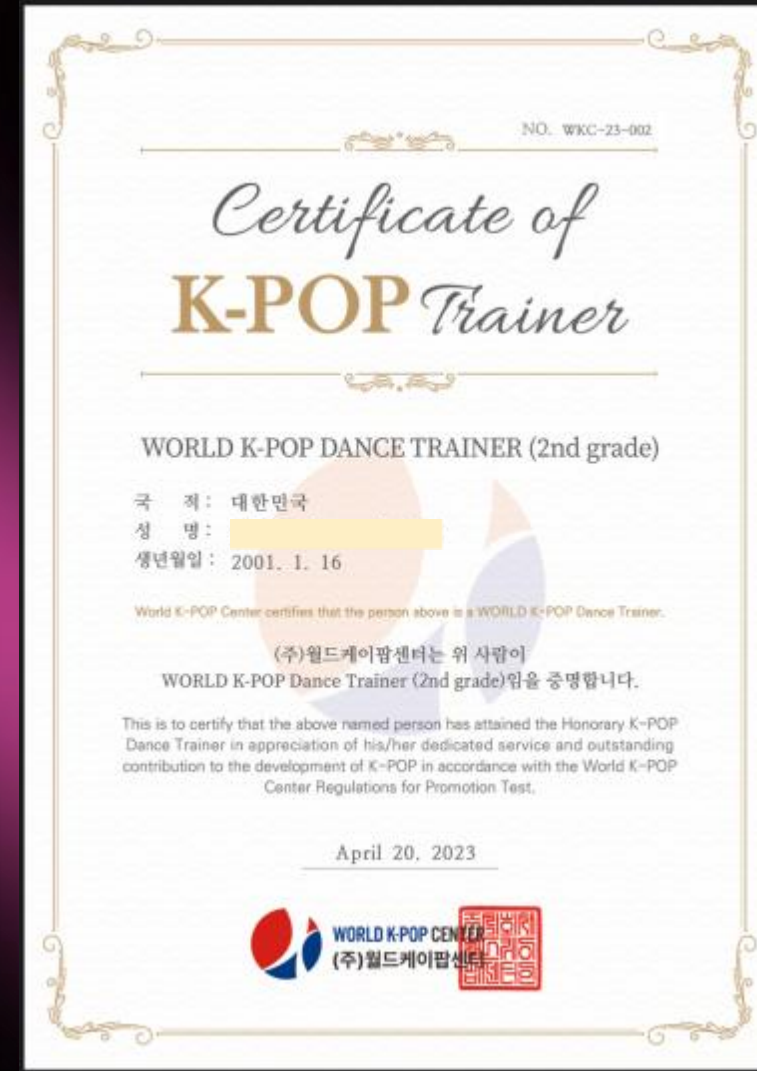 NO. WKC-23-002
Certificate of
K-POP Trainer
WORLD K-POP DANCE TRAINER (2nd grade)
국 적 : 대한민국
성 명 :
생년월일 : 2001. 1. 16
World K-POP Center certifies that the person above is a WORLD K-POP Dance Trainer.
(주)월드케이팝센터는 위 사람이
WORLD K-POP Dance Trainer (2nd grade)임을 증명합니다.
This is to certify that the above named person has attained the Honorary K-POP
Dance Trainer in appreciation of his/her dedicated service and outstanding
contribution to the development of K-POP in accordance with the World K-POP
Center Regulations for Promotion Test.
April 20. 2023
WORLD K-POP CENTER
(주)월드케이팝센터